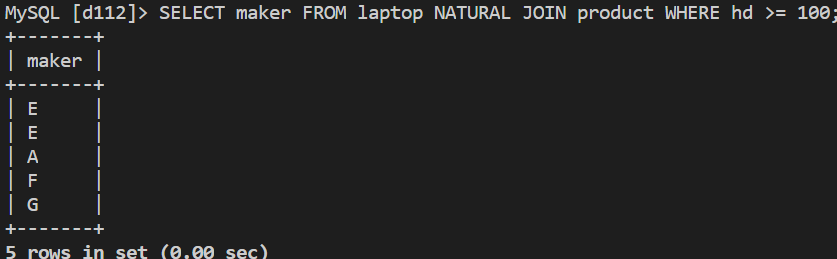 MySQL [d112]> SELECT maker FROM laptop NATURAL JOIN product WHERE hd >= 100;
+-------+
| maker |
+-------+
| E     |
| E     |
| A     |
| F     |
| G     |
+-------+
5 rows in set (0.00 sec)